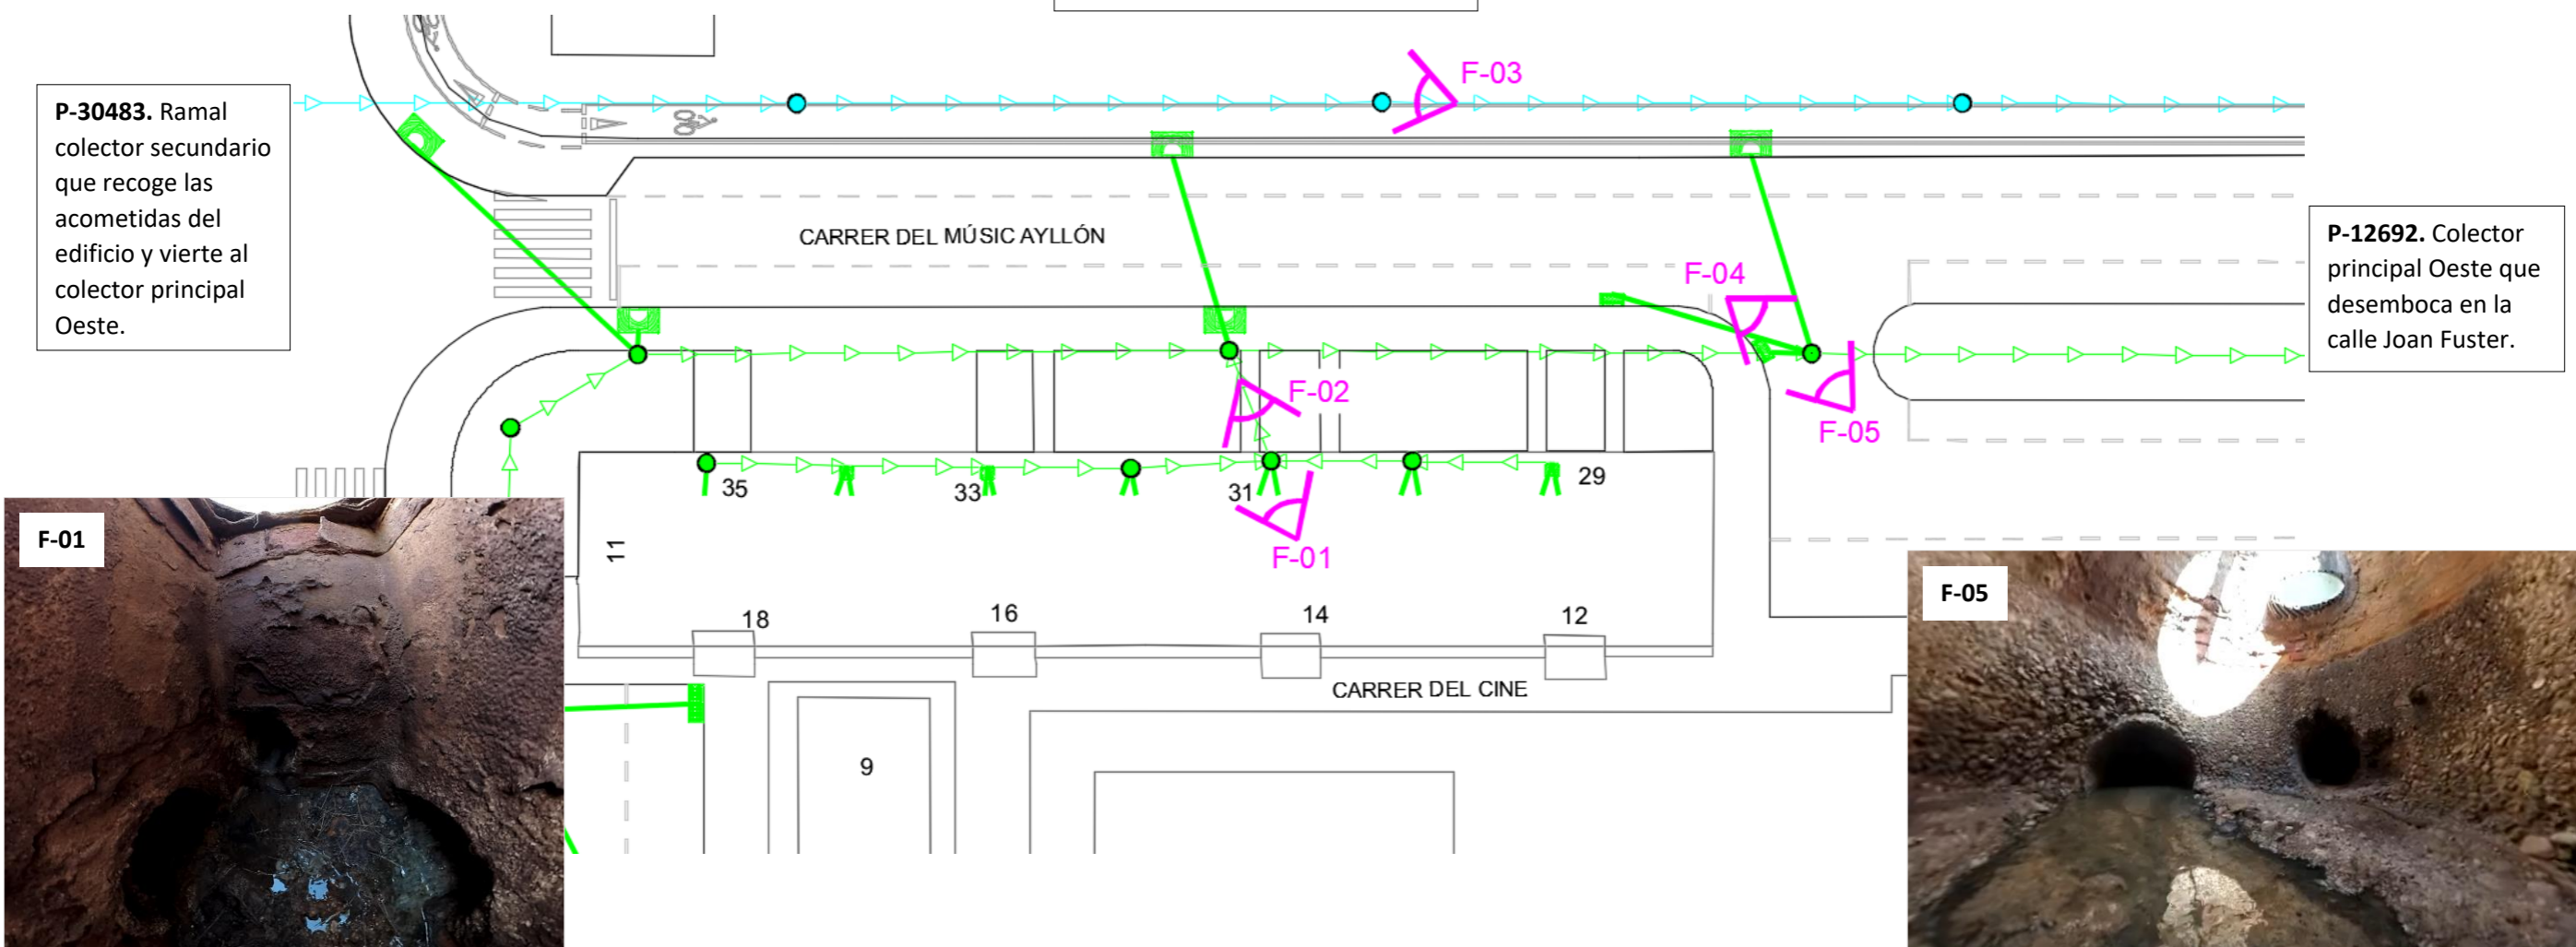 F-03
P-30483. Ramal
colector secundario
que recoge las
acometidas del
edificio y vierte al
colector principal
Oeste.
CARRER DEL MÚSIC AYLLÓN
P-12692. Colector
principal Oeste que
desemboca en la
calle Joan Fuster.
F-04
F-02
F-05
35
33
31
29
F-01
11
F-01
F-05
18
16
14
12
CARRER DEL CINE
9